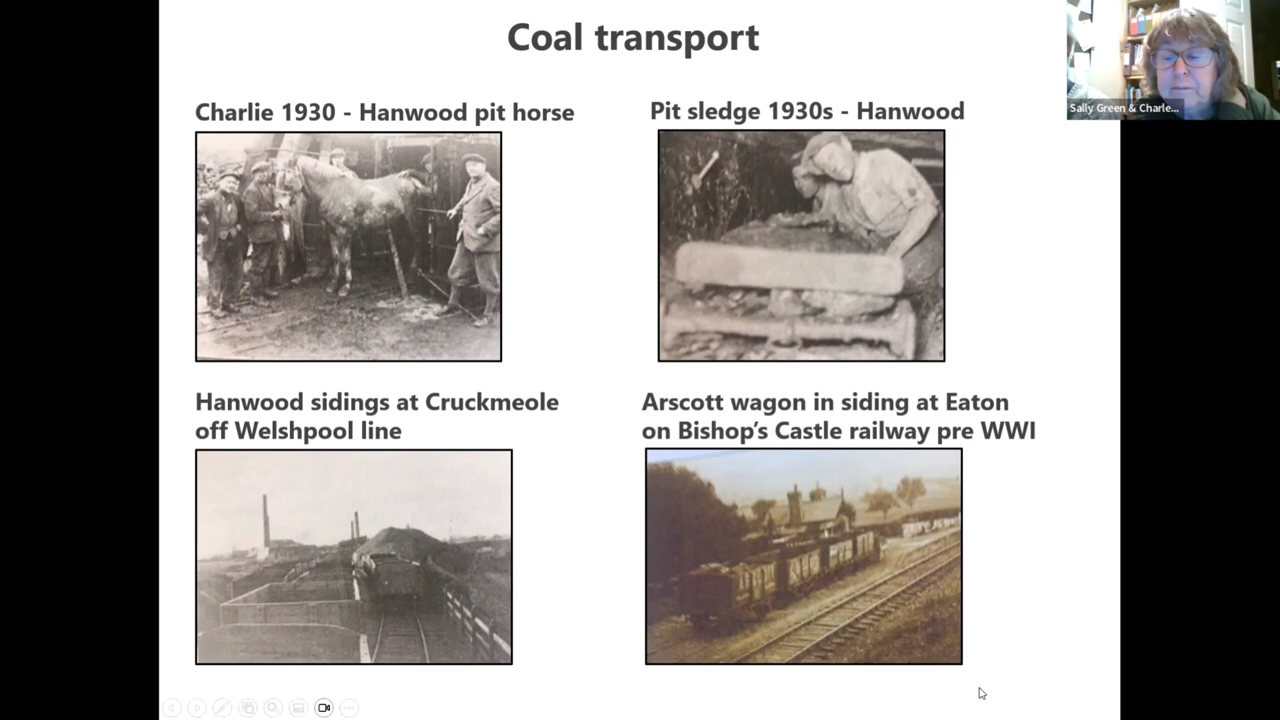 Coal transport
Charlie 1930 - Hanwood pit horse
Pit sledge 1930s - Hanwood
Sally Green & Charle...
Hanwood sidings at Cruckmeole
off Welshpool line
Arscott wagon in siding at Eaton
on Bishop’s Castle railway pre WWI